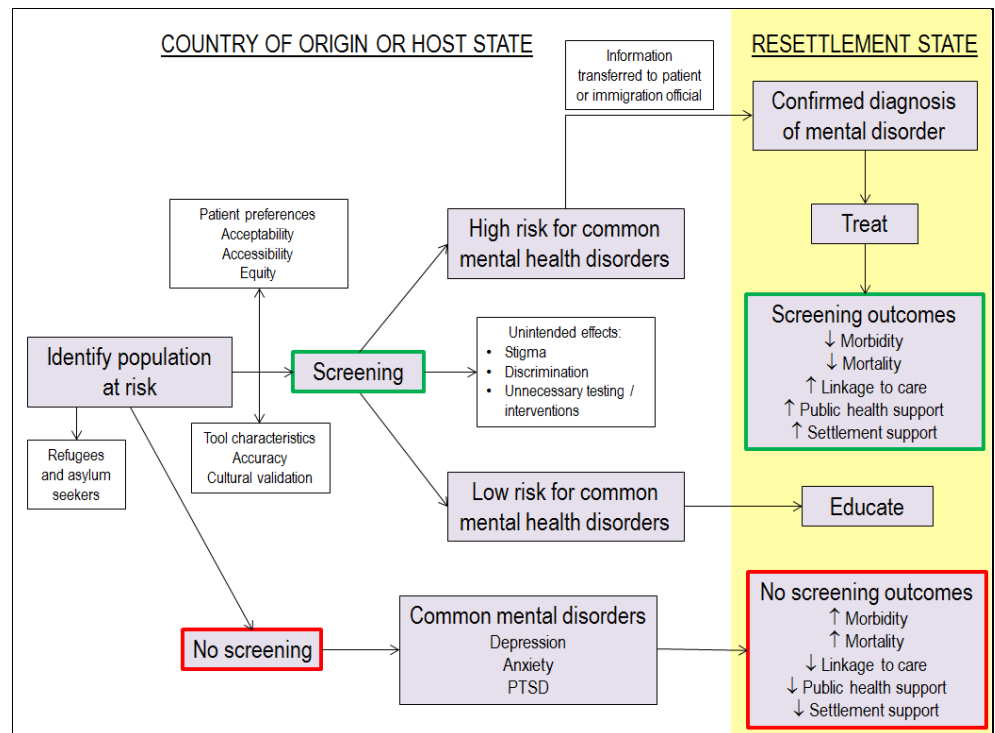 COUNTRY OF ORIGIN OR HOST STATE
RESETTLEMENT STATE
Information
transferred to patient
or immigration official
Confirmed diagnosis
of mental disorder
Patient preferences
Acceptability
Accessibility
Equity
High risk for common
mental health disorders
Treat
Identify population
at risk
Screening
Unintended effects:
• Stigma
• Discrimination
• Unnecessary testing /
interventions
Screening outcomes
↓ Morbidity
↓ Mortality
↑ Linkage to care
↑ Public health support
↑ Settlement support
Refugees
and asylum
seekers
Tool characteristics
Accuracy
Cultural validation
Low risk for common
mental health disorders
Educate
No screening
Common mental disorders
Depression
Anxiety
PTSD
No screening outcomes
↑ Morbidity
↑ Mortality
↓ Linkage to care
↓ Public health support
↓ Settlement support